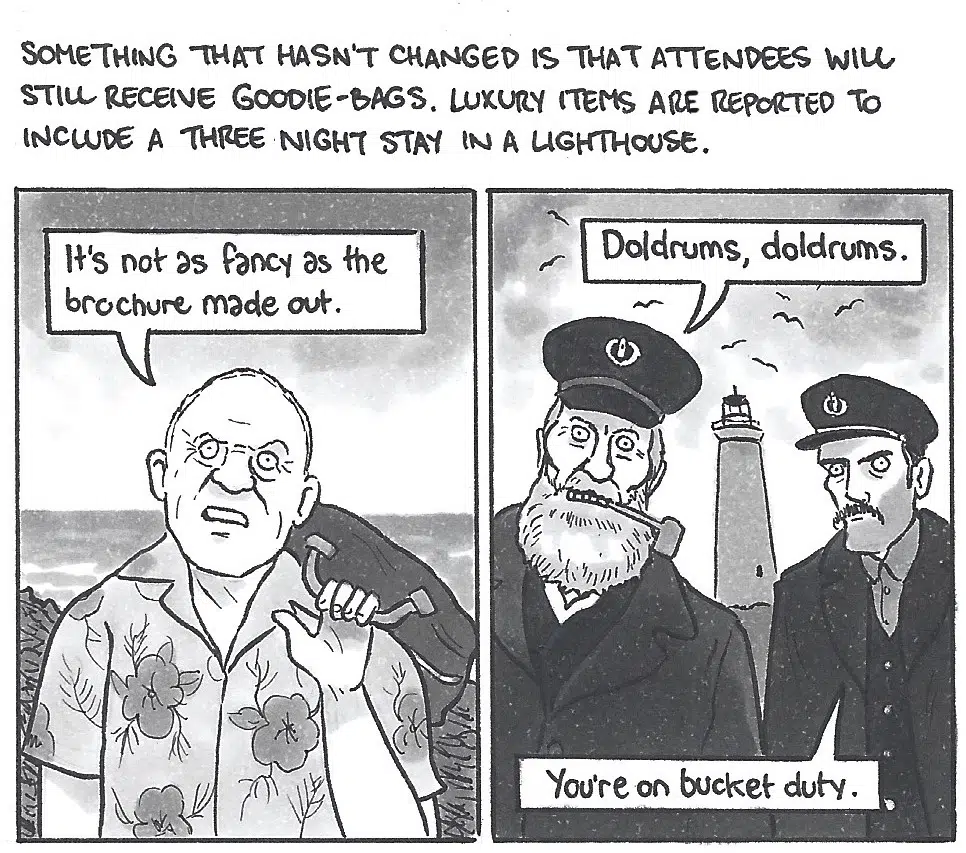 SOMETHING THAT HASN'T CHANGED IS THAT ATTENDEES WILL
STILL RECEIVE GOODIE-BAGS. LUXURY ITEMS ARE REPORTED TO
INCLUDE A THREE NIGHT STAY IN A LIGHTHOUSE.
It's not as fancy as the
brochure made out.
Doldrums, doldrums.
You're on bucket duty.